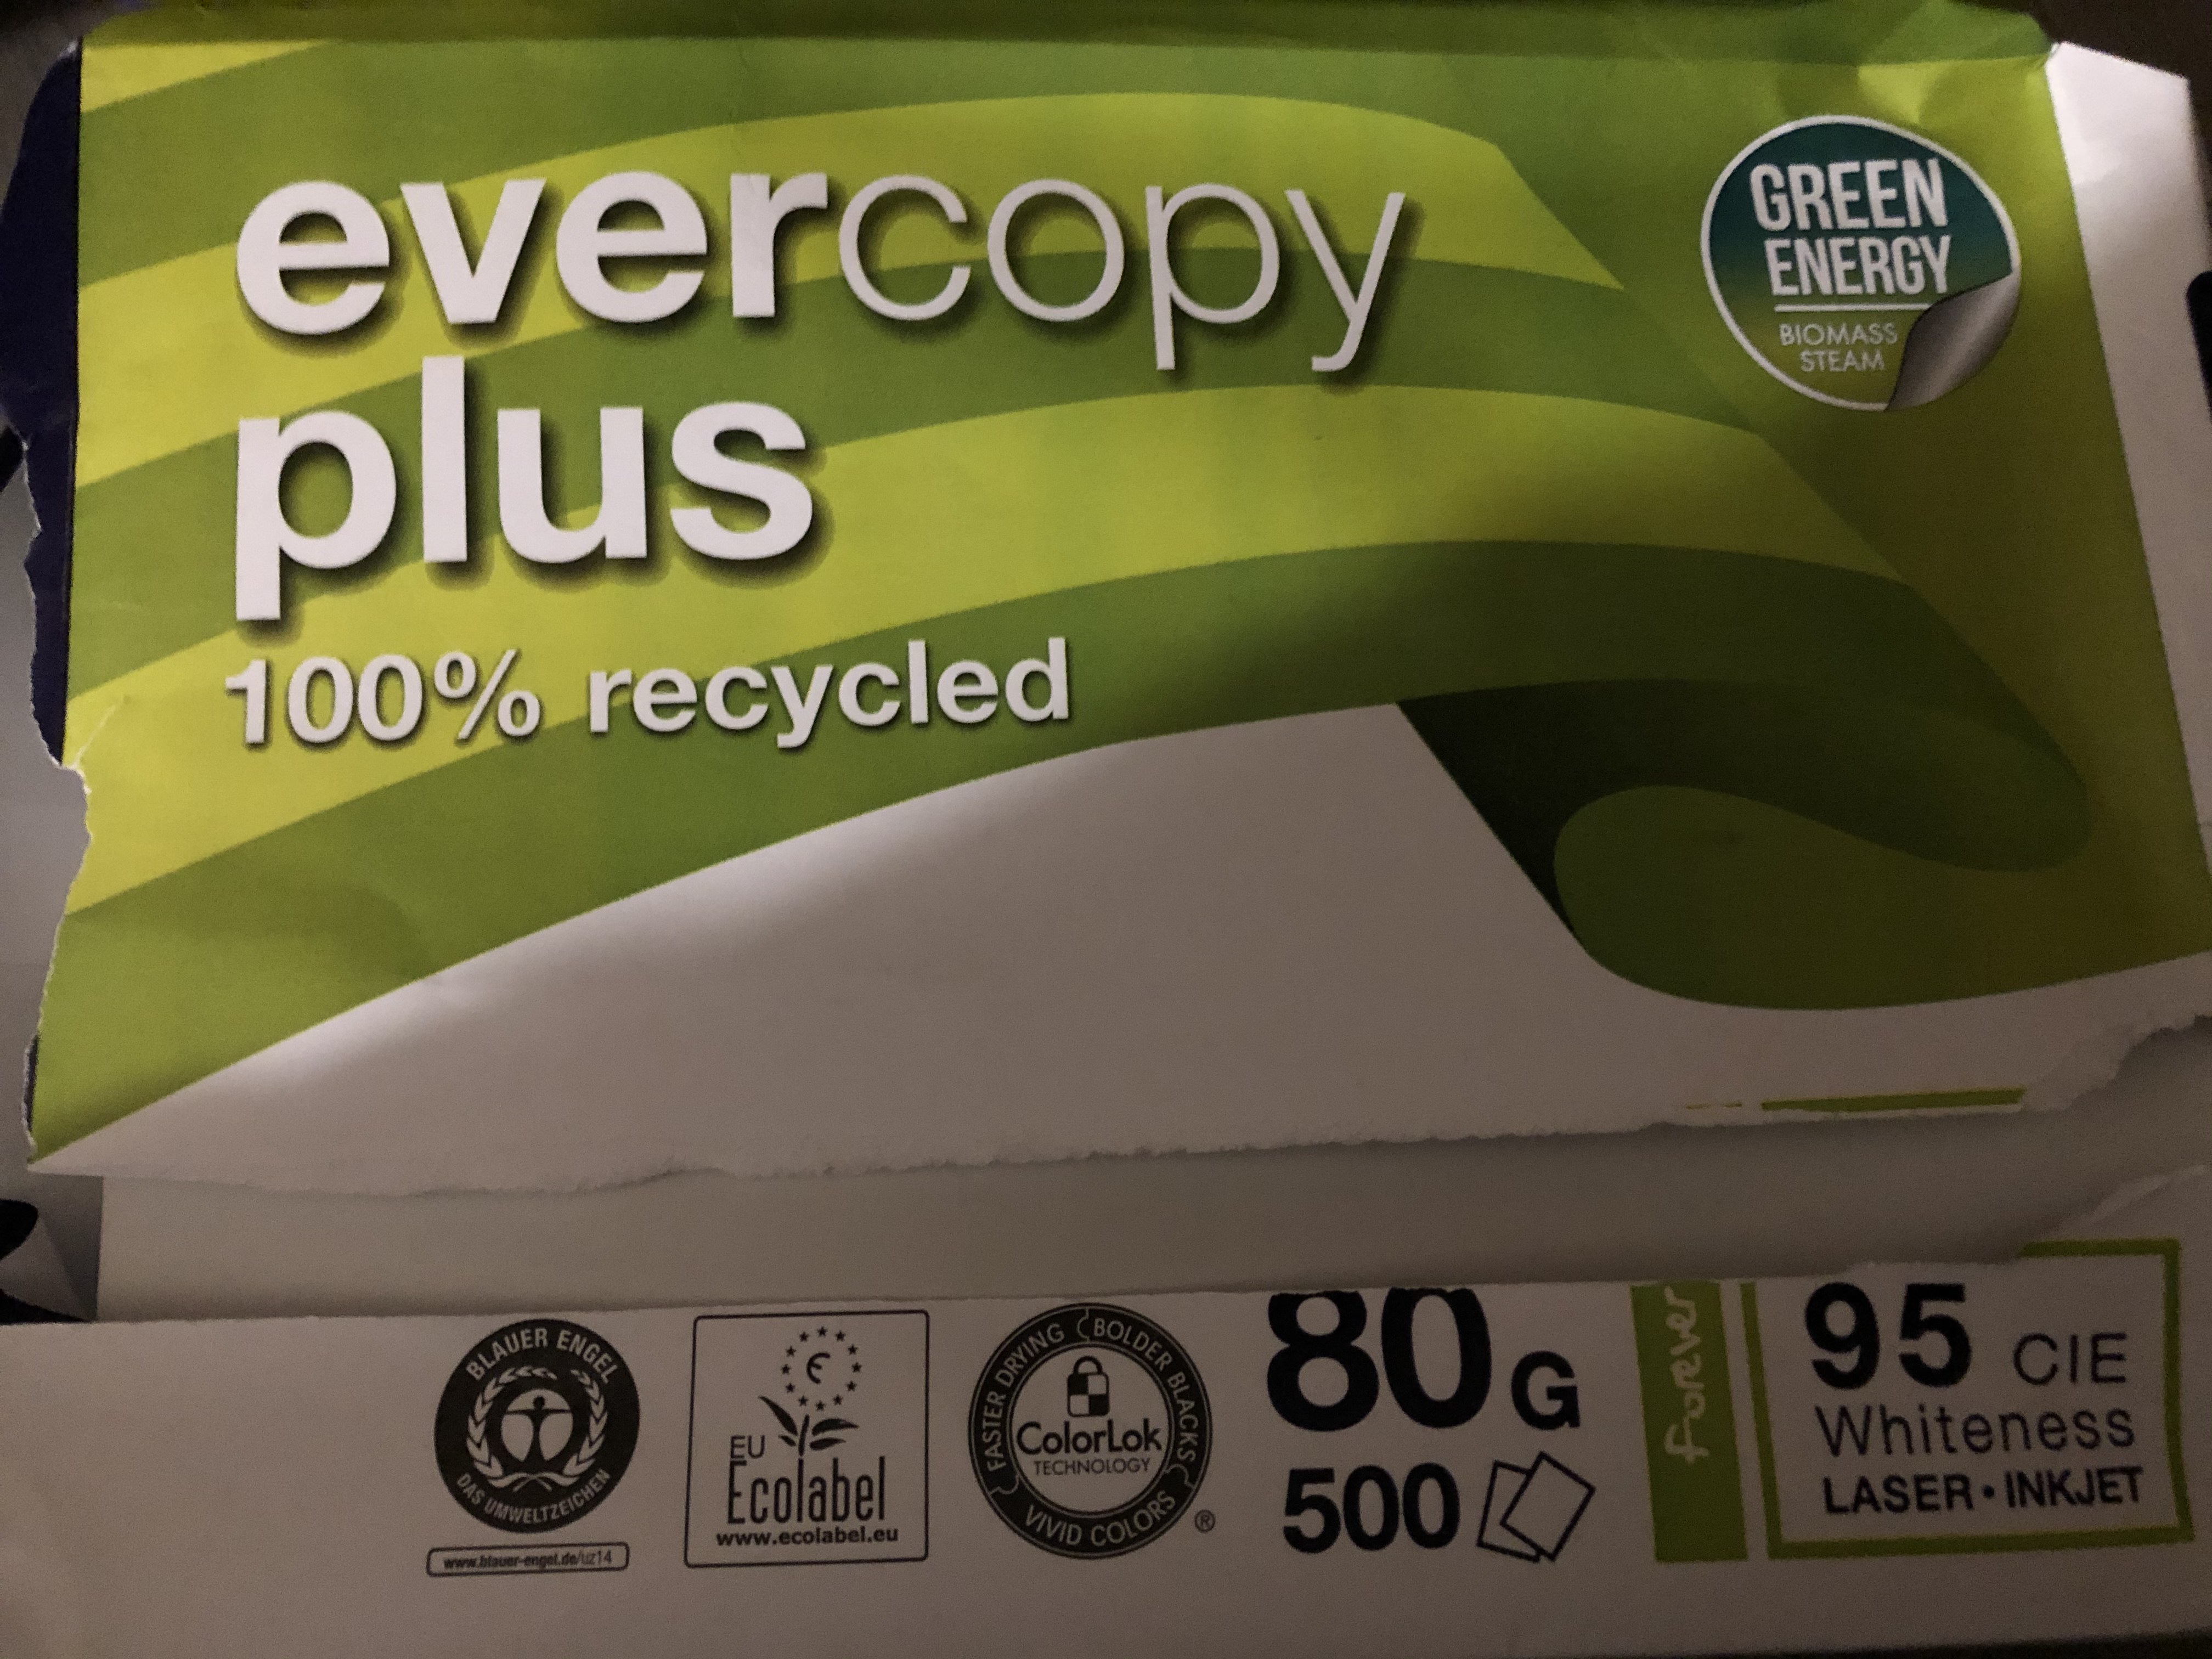 evercopy
plus
100% recycled
GREEN
ENERGY
BIOMASS
STEAM
BLAUER ENGEL
DAS UMWELTZEICHEN
www.blauer-engel.de/uz14
EU
Ecolabel
www.ecolabel.eu
FASTER DRYING
BOLDER BLACKS
VIVID COLORS
ColorLok
TECHNOLOGY
®
80 G
500
forever
95 CIE
Whiteness
LASER • INKJET